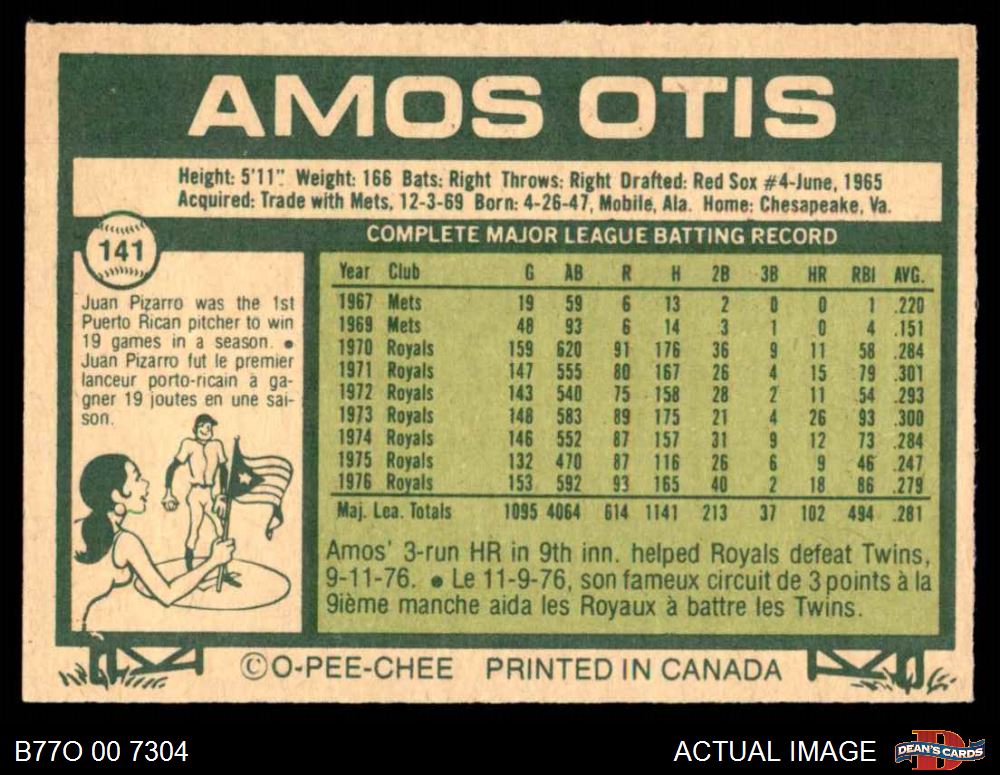 AMOS OTIS
Height: 5'11". Weight: 166 Bats: Right Throws: Right Drafted: Red Sox #4-June, 1965
Acquired: Trade with Mets, 12-3-69 Born: 4-26-47, Mobile, Ala. Home: Chesapeake, Va.
141
COMPLETE MAJOR LEAGUE BATTING RECORD
Juan Pizarro was the 1st
Puerto Rican pitcher to win
19 games in a season. •
Juan Pizarro fut le premier
lanceur porto-ricain à ga-
gner 19 joutes en une sai-
son.
Year Club G AB R H 2B 3B HR RBI AVG.
1967 Mets 19 59 6 13 2 0 0 1 .220
1969 Mets 48 93 6 14 3 1 0 4 .151
1970 Royals 159 620 91 176 36 9 11 58 .284
1971 Royals 147 555 80 167 26 4 15 79 .301
1972 Royals 143 540 75 158 28 2 11 54 .293
1973 Royals 148 583 89 175 21 4 26 93 .300
1974 Royals 146 552 87 157 31 9 12 73 .284
1975 Royals 132 470 87 116 26 6 9 46 .247
1976 Royals 153 592 93 165 40 2 18 86 .279
Maj. Lea. Totals 1095 4064 614 1141 213 37 102 494 .281
Amos' 3-run HR in 9th inn. helped Royals defeat Twins,
9-11-76. • Le 11-9-76, son fameux circuit de 3 points à la
9ième manche aida les Royaux à battre les Twins.
©O-PEE-CHEE PRINTED IN CANADA
B77O 00 7304
ACTUAL IMAGE
DEAN'S CARDS